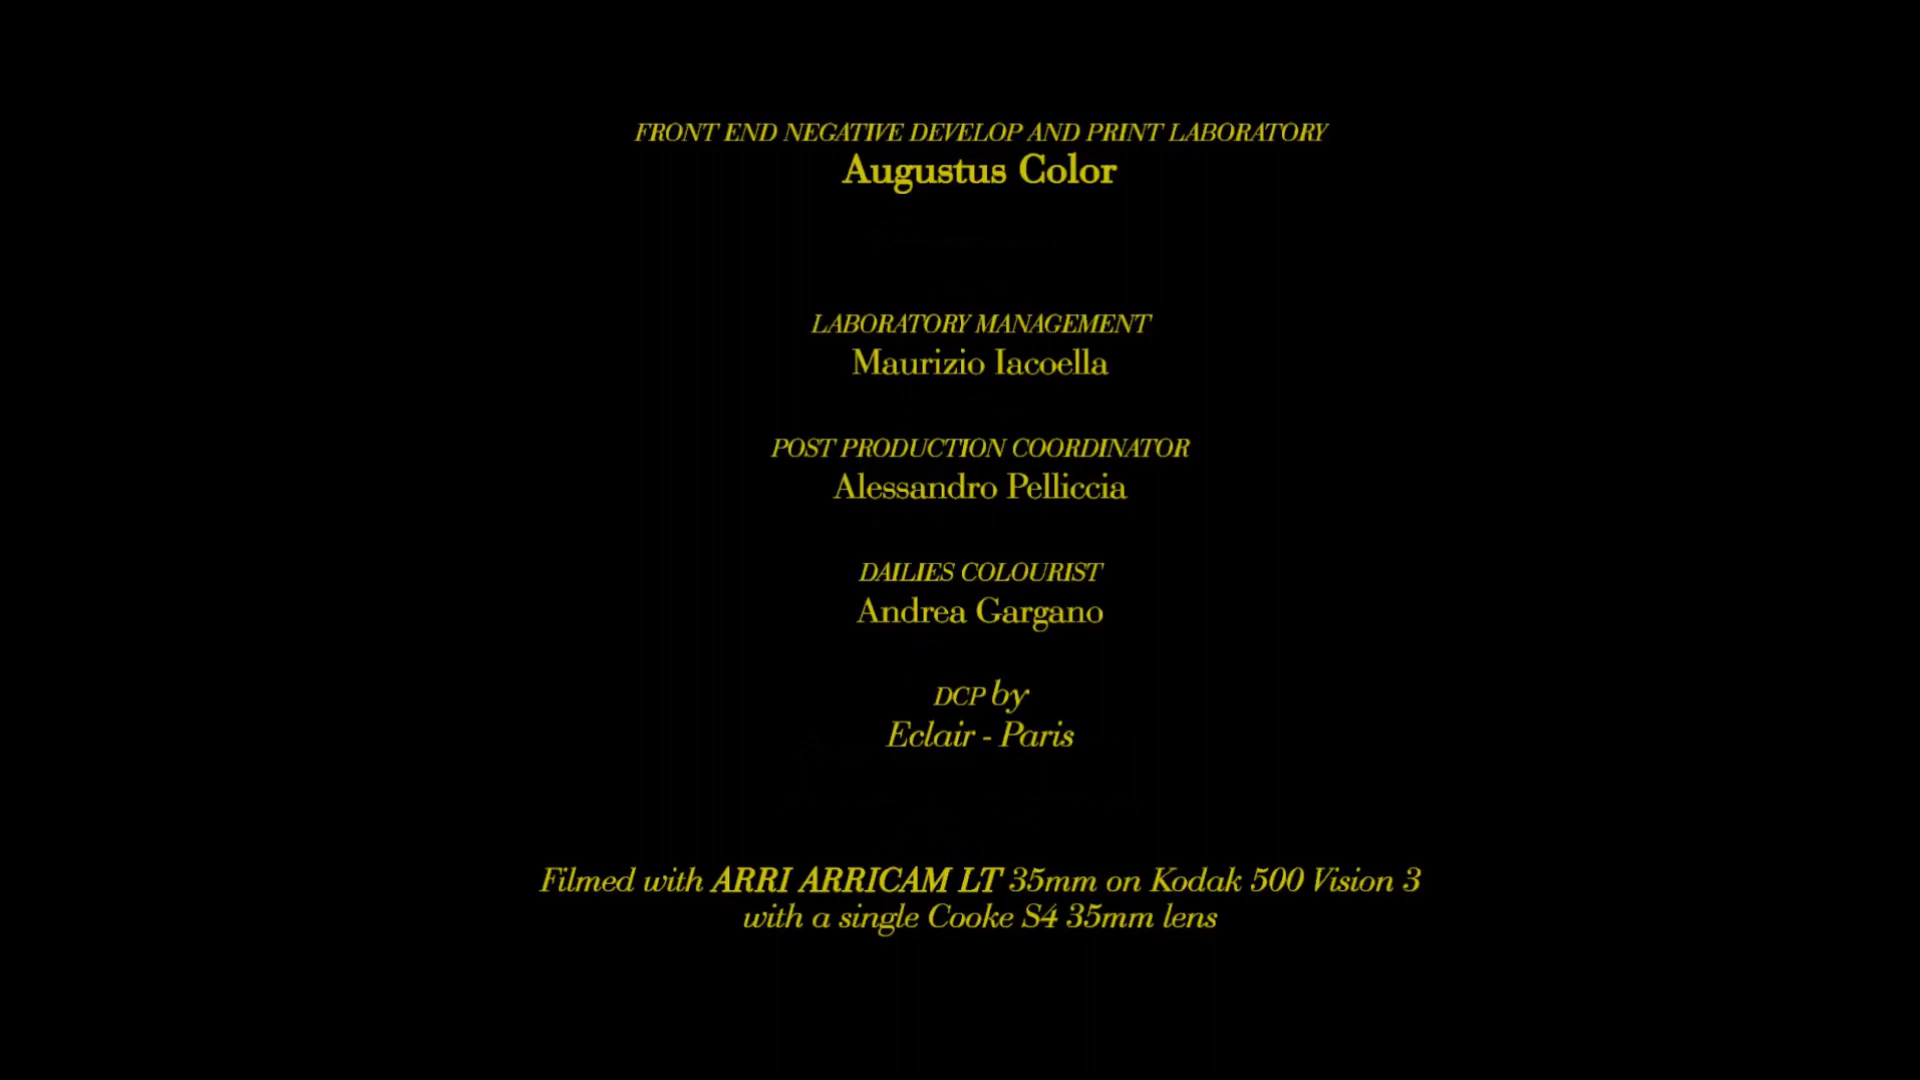 FRONT END NEGATIVE DEVELOP AND PRINT LABORATORY
Augustus Color
LABORATORY MANAGEMENT
Maurizio Iacoella
POST PRODUCTION COORDINATOR
Alessandro Pelliccia
DAILIES COLOURIST
Andrea Gargano
DCP by
Eclair - Paris
Filmed with ARRI ARRICAM LT 35mm on Kodak 500 Vision 3
with a single Cooke S4 35mm lens